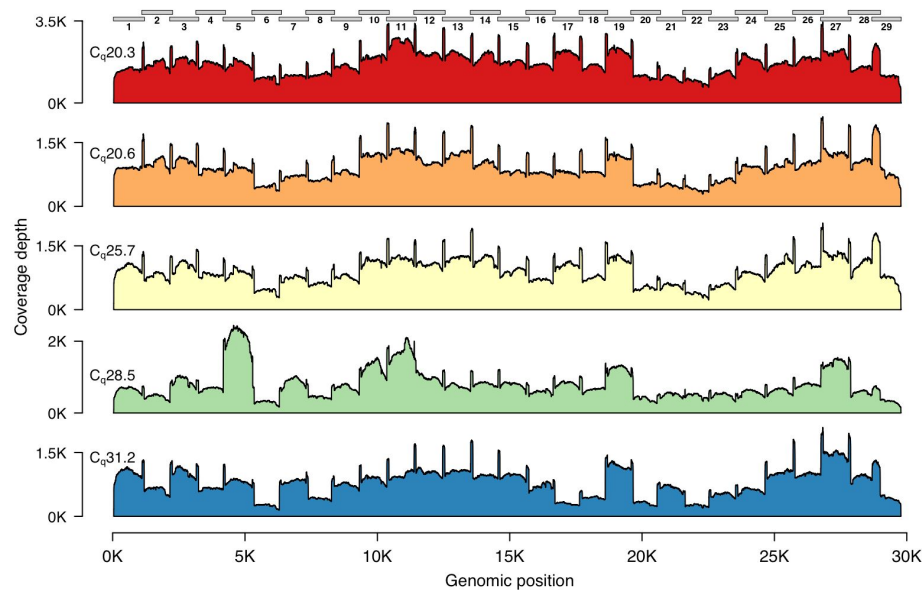 1 2 3 4 5 6 7 8 9 10 11 12 13 14 15 16 17 18 19 20 21 22 23 24 25 26 27 28 29
3.5K
Cq20.3
0K
1.5K
Cq20.6
0K
1.5K
Cq25.7
0K
2K
Cq28.5
0K
1.5K
Cq31.2
0K
Coverage depth
0K 5K 10K 15K 20K 25K 30K
Genomic position